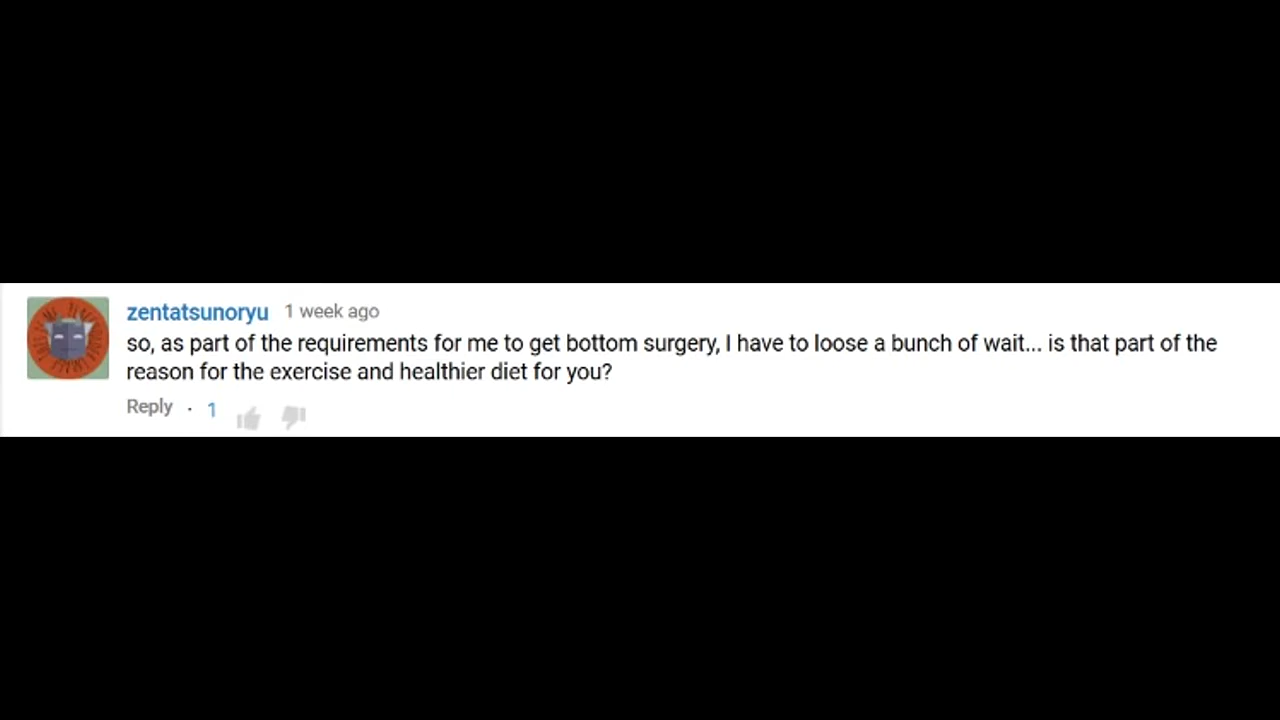 zentatsunoryu 1 week ago
so, as part of the requirements for me to get bottom surgery, I have to loose a bunch of wait... is that part of the
reason for the exercise and healthier diet for you?
Reply · 1